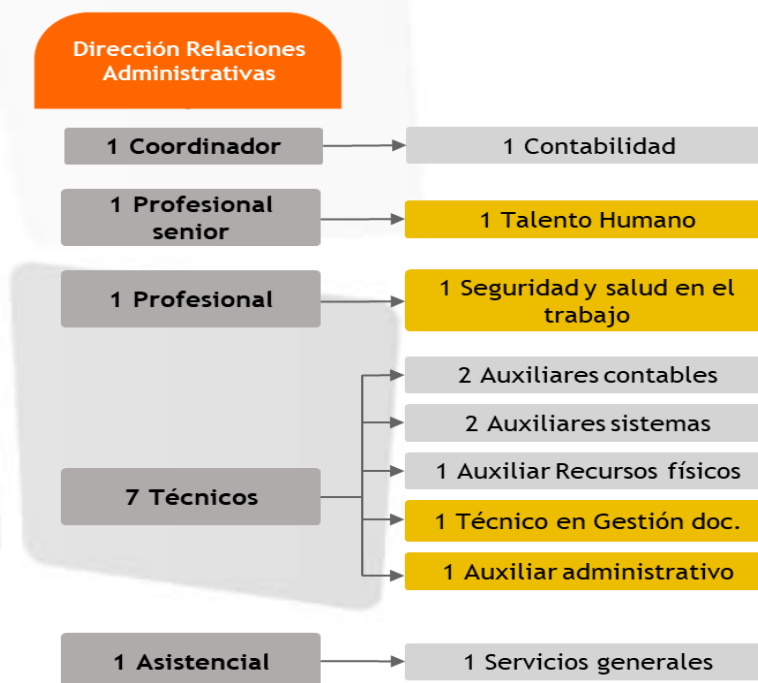 Dirección Relaciones
Administrativas
1 Coordinador
1 Contabilidad
1 Profesional
senior
1 Talento Humano
1 Profesional
1 Seguridad y salud en el
trabajo
7 Técnicos
2 Auxiliares contables
2 Auxiliares sistemas
1 Auxiliar Recursos físicos
1 Técnico en Gestión doc.
1 Auxiliar administrativo
1 Asistencial
1 Servicios generales